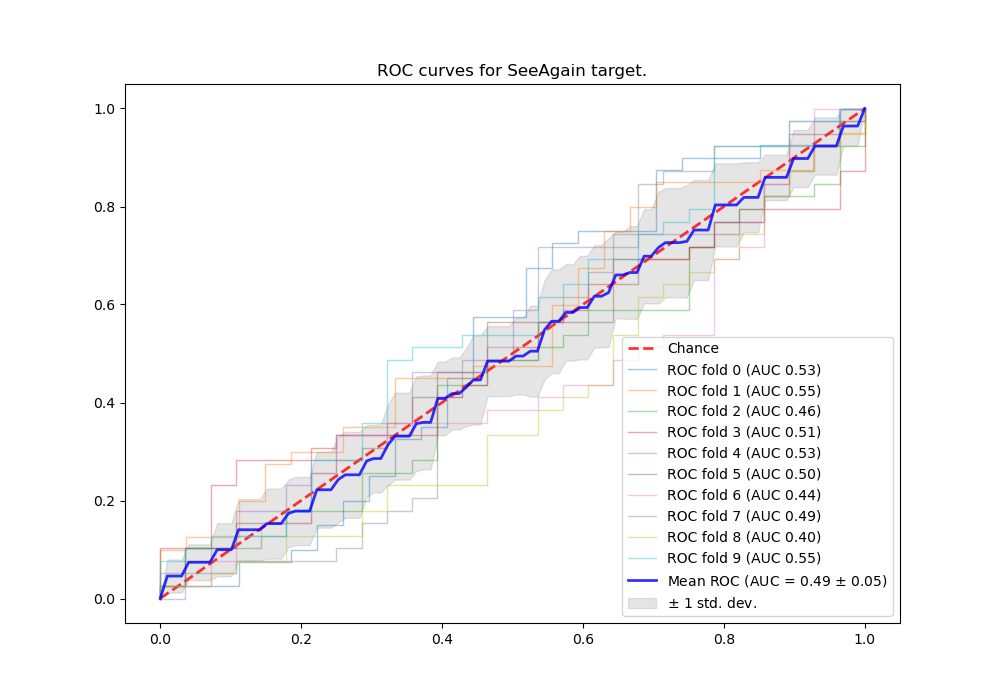 ROC curves for SeeAgain target.
1.0
0.8
0.6
0.4
0.2
0.0
0.0 0.2 0.4 0.6 0.8 1.0
Chance
ROC fold 0 (AUC 0.53)
ROC fold 1 (AUC 0.55)
ROC fold 2 (AUC 0.46)
ROC fold 3 (AUC 0.51)
ROC fold 4 (AUC 0.53)
ROC fold 5 (AUC 0.50)
ROC fold 6 (AUC 0.44)
ROC fold 7 (AUC 0.49)
ROC fold 8 (AUC 0.40)
ROC fold 9 (AUC 0.55)
Mean ROC (AUC = 0.49 ± 0.05)
± 1 std. dev.